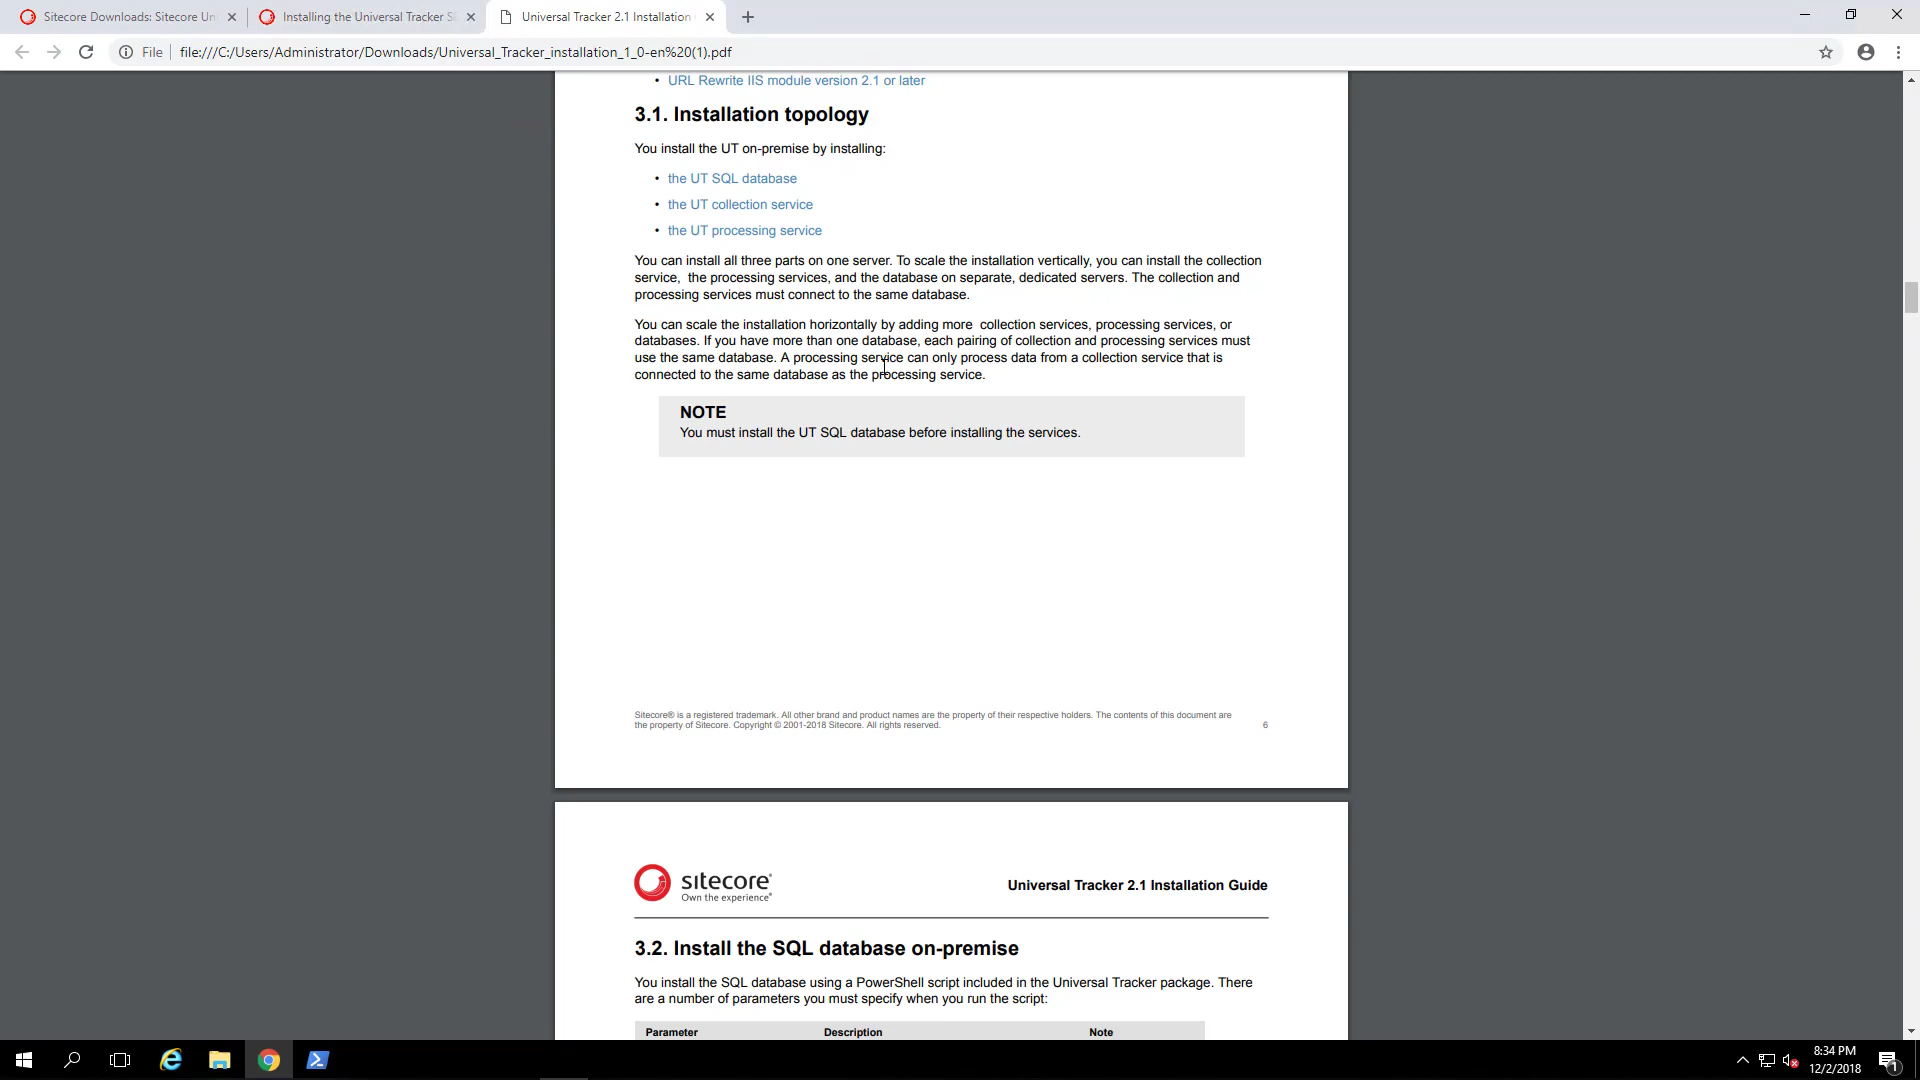 Sitecore Downloads: Sitecore Un
Installing the Universal Tracker S
Universal Tracker 2.1 Installation
File
file:///C:/Users/Administrator/Downloads/Universal_Tracker_installation_1_0-en%20(1).pdf
• URL Rewrite IIS module version 2.1 or later
3.1. Installation topology
You install the UT on-premise by installing:
• the UT SQL database
• the UT collection service
• the UT processing service
You can install all three parts on one server. To scale the installation vertically, you can install the collection
service,  the processing services, and the database on separate, dedicated servers. The collection and
processing services must connect to the same database.
You can scale the installation horizontally by adding more  collection services, processing services, or
databases. If you have more than one database, each pairing of collection and processing services must
use the same database. A processing service can only process data from a collection service that is
connected to the same database as the processing service.
NOTE
You must install the UT SQL database before installing the services.
Sitecore® is a registered trademark. All other brand and product names are the property of their respective holders. The contents of this document are
the property of Sitecore. Copyright © 2001-2018 Sitecore. All rights reserved.
6
sitecore®
Own the experience®
Universal Tracker 2.1 Installation Guide
3.2. Install the SQL database on-premise
You install the SQL database using a PowerShell script included in the Universal Tracker package. There
are a number of parameters you must specify when you run the script:
Parameter Description Note
8:34 PM
12/2/2018
1